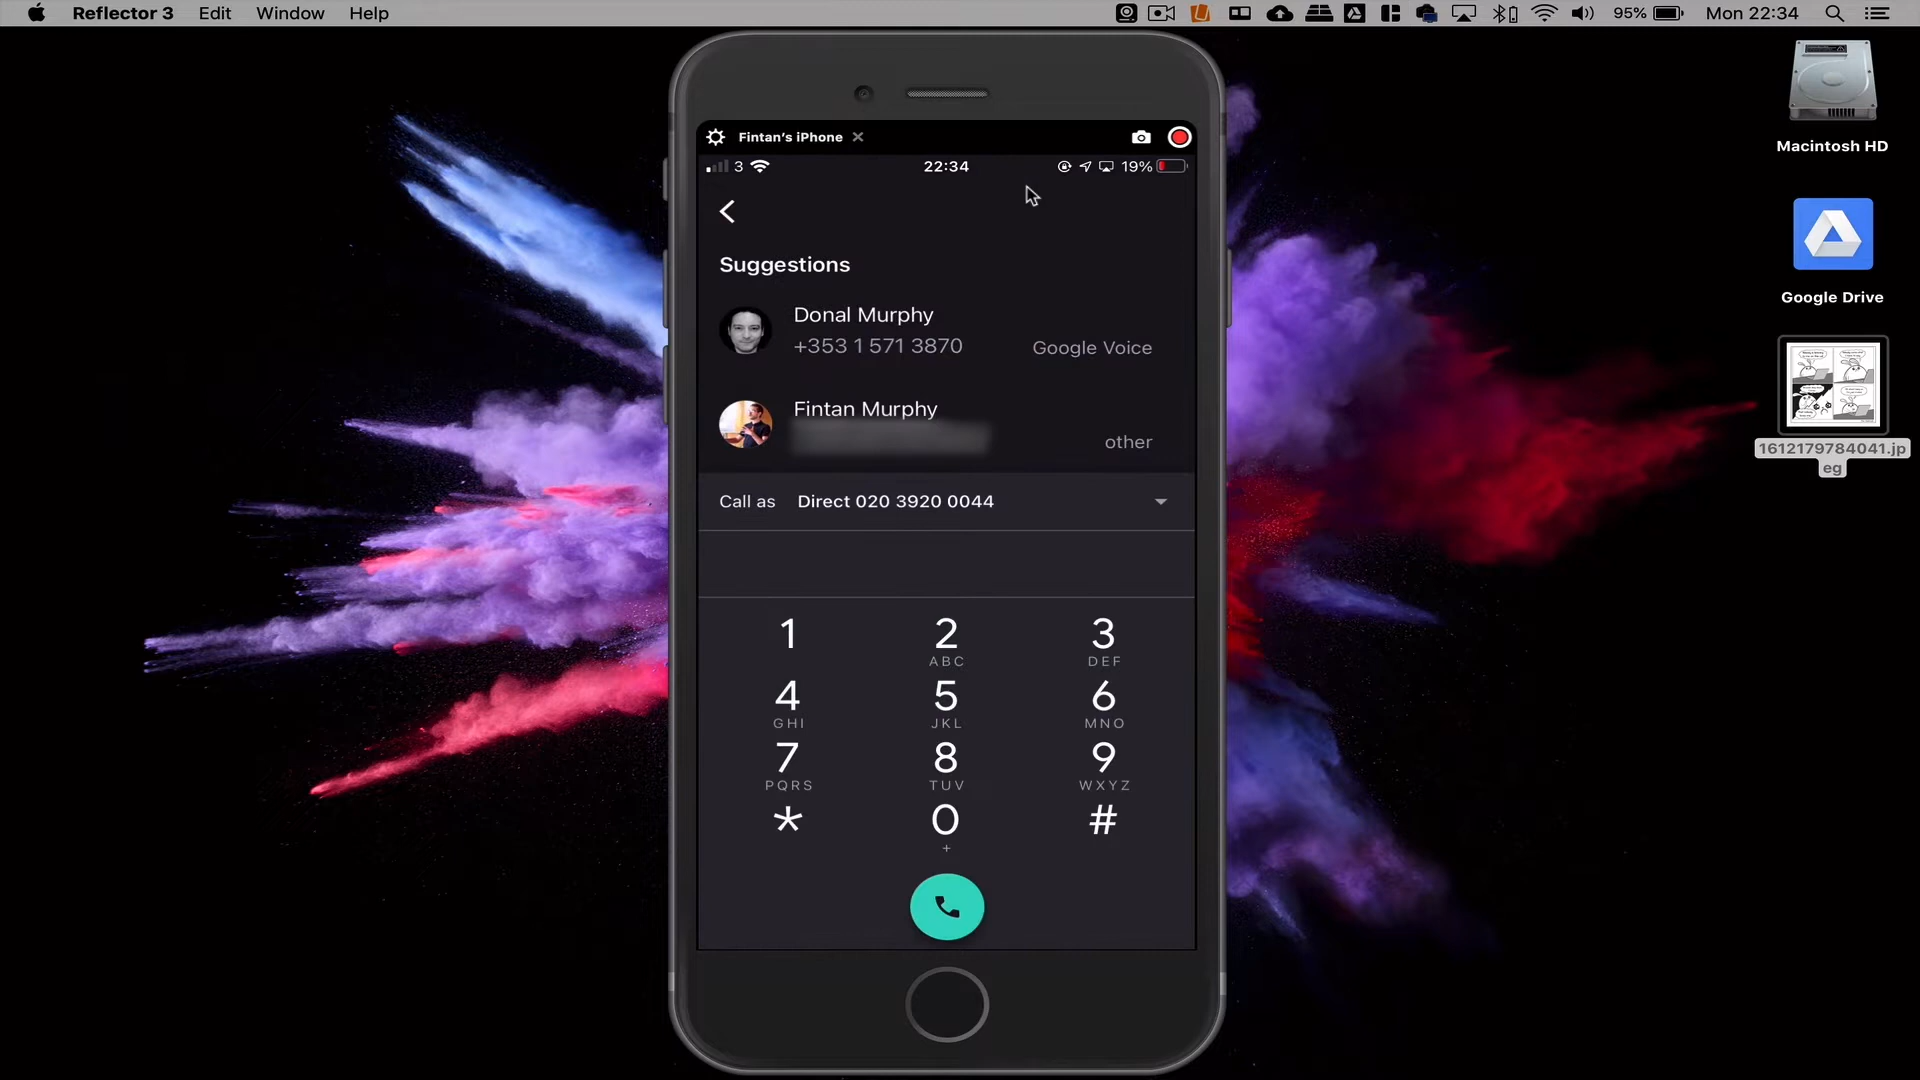 Reflector 3 Edit Window Help 95% Mon 22:34
Macintosh HD
Google Drive
1612179784041.jp
eg
Fintan's iPhone
3 22:34 19%
Suggestions
Donal Murphy
+353 1 571 3870 Google Voice
Fintan Murphy
other
Call as Direct 020 3920 0044
1 2 3
ABC DEF
4 5 6
GHI JKL MNO
7 8 9
PQRS TUV WXYZ
* 0 #
+